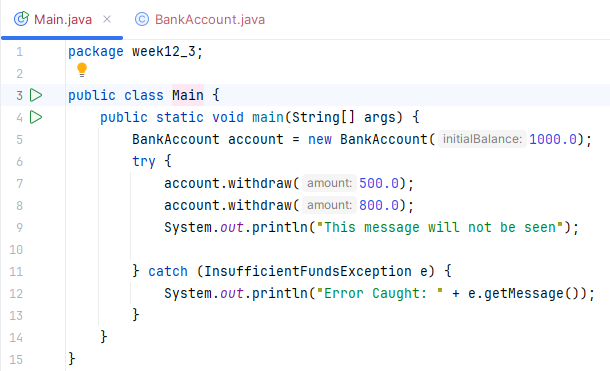 Main.java × BankAccount.java
1 package week12_3;
2
3 public class Main {
4 public static void main(String[] args) {
5 BankAccount account = new BankAccount( initialBalance: 1000.0);
6 try {
7 account.withdraw( amount: 500.0);
8 account.withdraw( amount: 800.0);
9 System.out.println("This message will not be seen");
10
11 } catch (InsufficientFundsException e) {
12 System.out.println("Error Caught: " + e.getMessage());
13 }
14 }
15 }